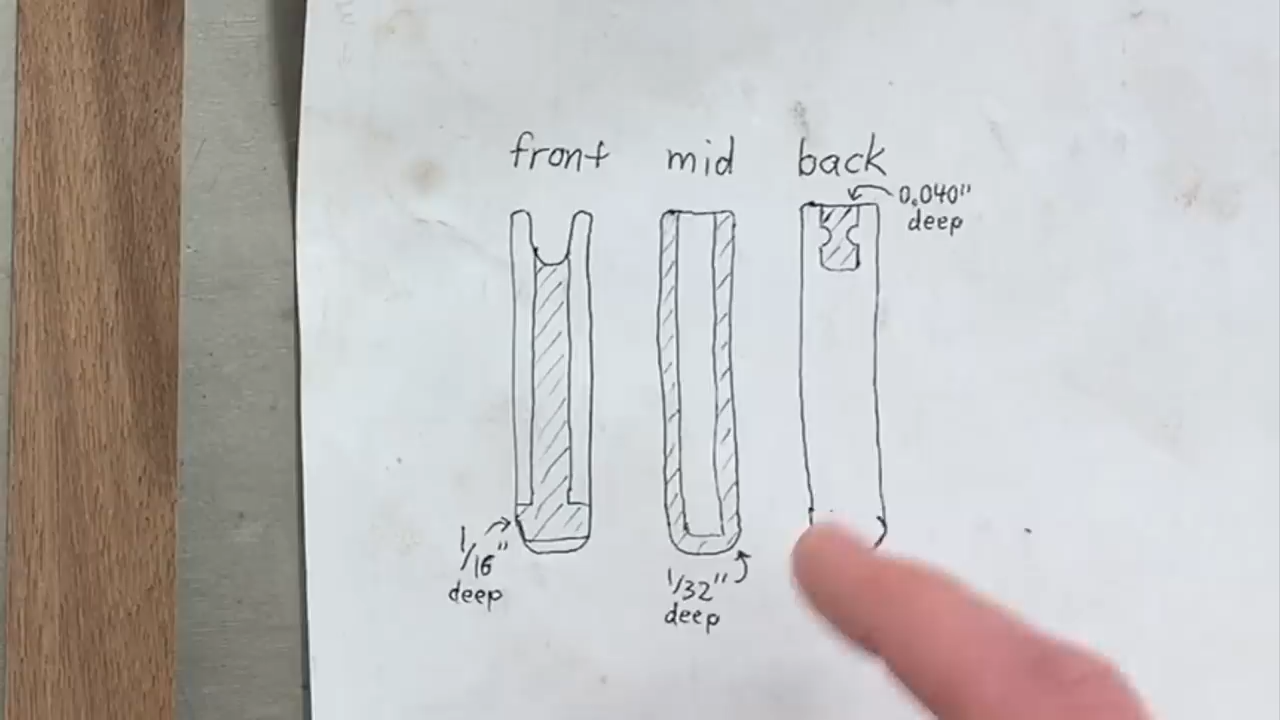 front mid back
0.040"
deep
1/16"
deep
1/32"
deep